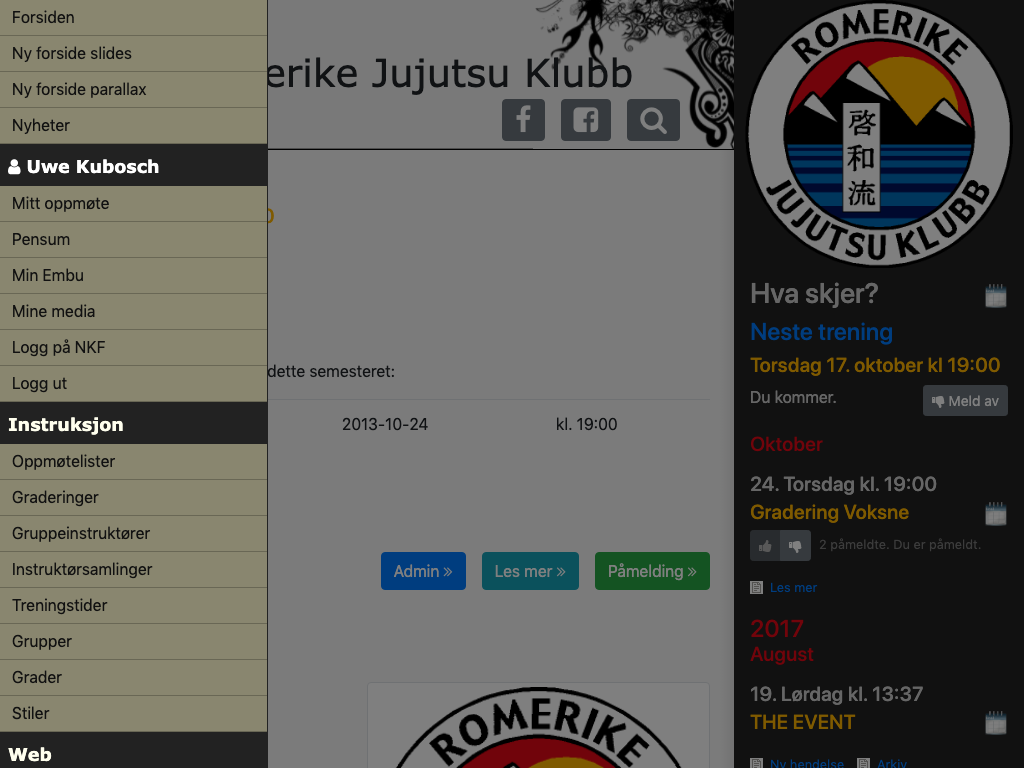 Forsiden
Ny forside slides
Ny forside parallax
Nyheter
Uwe Kubosch
Mitt oppmøte
Pensum
Min Embu
Mine media
Logg på NKF
Logg ut
Instruksjon
Oppmøtelister
Graderinger
Gruppeinstruktører
Instruktørsamlinger
Treningstider
Grupper
Grader
Stiler
Web
erike Jujutsu Klubb
dette semesteret:
2013-10-24 kl. 19:00
Admin »
Les mer »
Påmelding »
ROMERIKE
ROMERIKE
啓和流
JUJUTSU KLUBB
Hva skjer?
Neste trening
Torsdag 17. oktober kl 19:00
Du kommer.
Meld av
Oktober
24. Torsdag kl. 19:00
Gradering Voksne
2 påmeldte. Du er påmeldt.
Les mer
2017
August
19. Lørdag kl. 13:37
THE EVENT
Ny hendelse
Arkiv